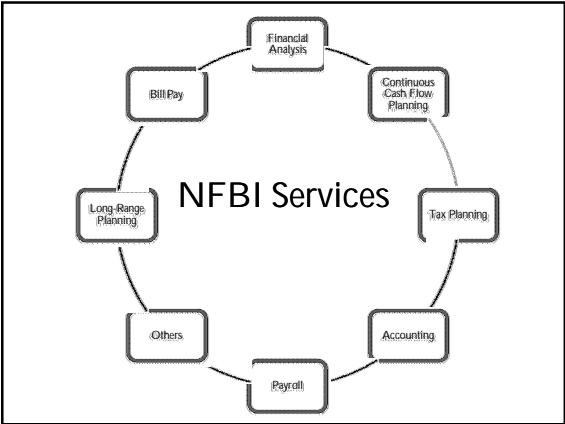 Financial
Analysis
Continuous
Cash Flow
Planning
Bill Pay
NFBI Services
Long-Range
Planning
Tax Planning
Others
Accounting
Payroll